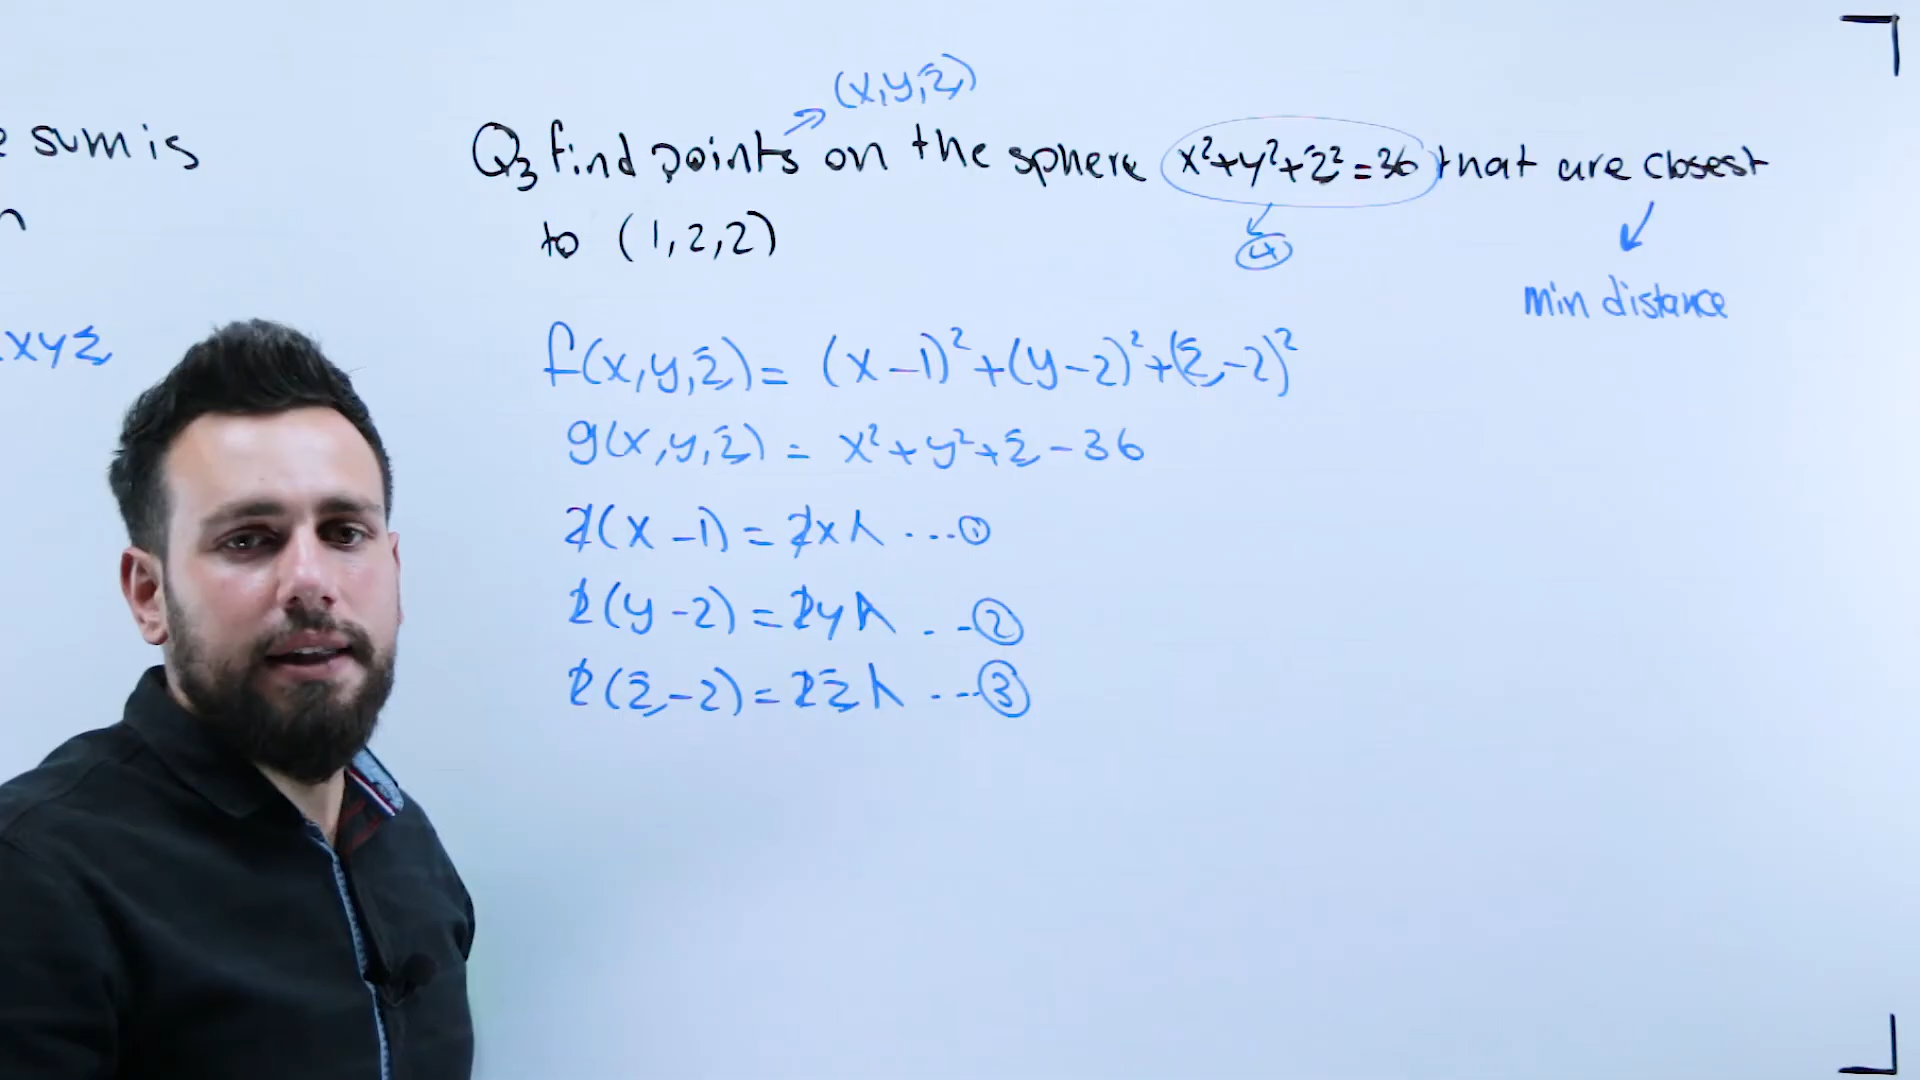 sum is
xyz
(x,y,z)
Q3 find points on the sphere x²+y²+z²=36 that are closest
to (1,2,2)
④
min distance
f(x,y,z)= (x-1)²+(y-2)²+(z-2)²
g(x,y,z) = x²+y²+z-36
2(x-1)=2xλ ...①
2(y-2)=2yλ ..②
2(z-2)=2zλ ...③